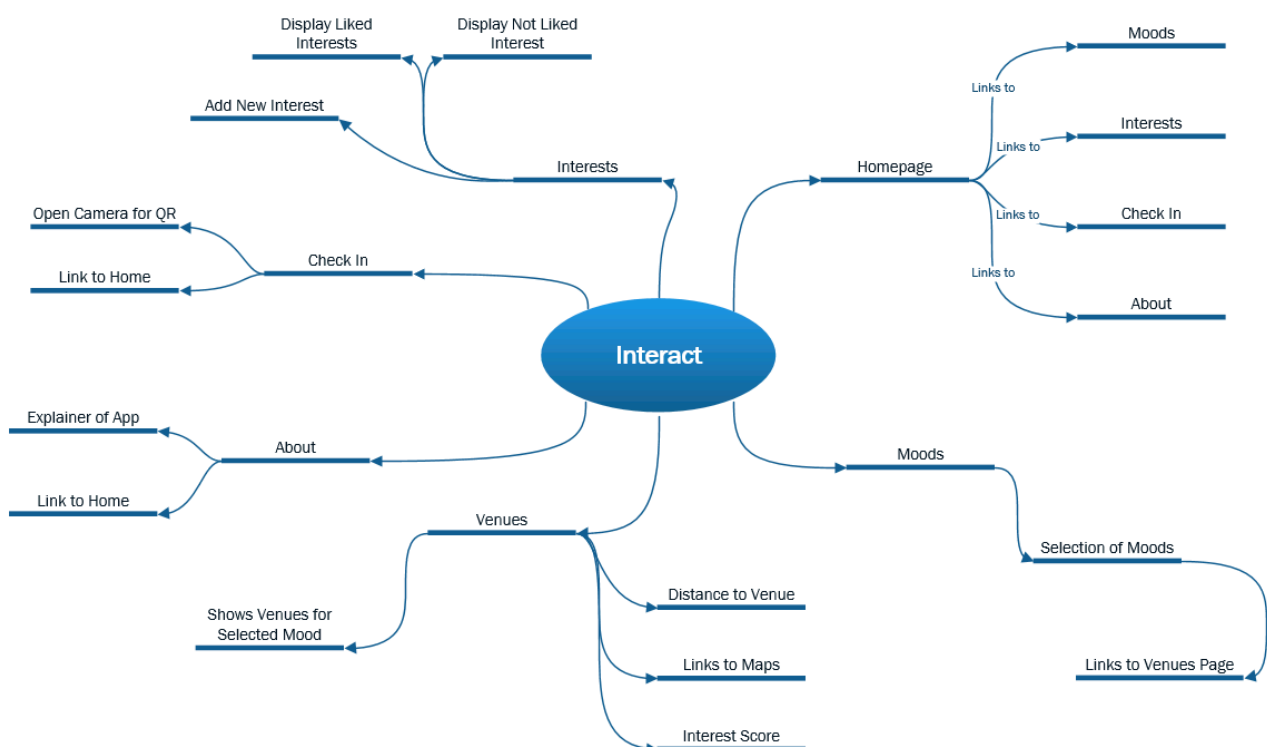 Display Liked
Interests
Display Not Liked
Interest
Add New Interest
Interests
Open Camera for QR
Check In
Link to Home
Homepage
Links to
Moods
Links to
Interests
Links to
Check In
Links to
About
Interact
Explainer of App
About
Link to Home
Venues
Shows Venues for
Selected Mood
Distance to Venue
Links to Maps
Interest Score
Moods
Selection of Moods
Links to Venues Page